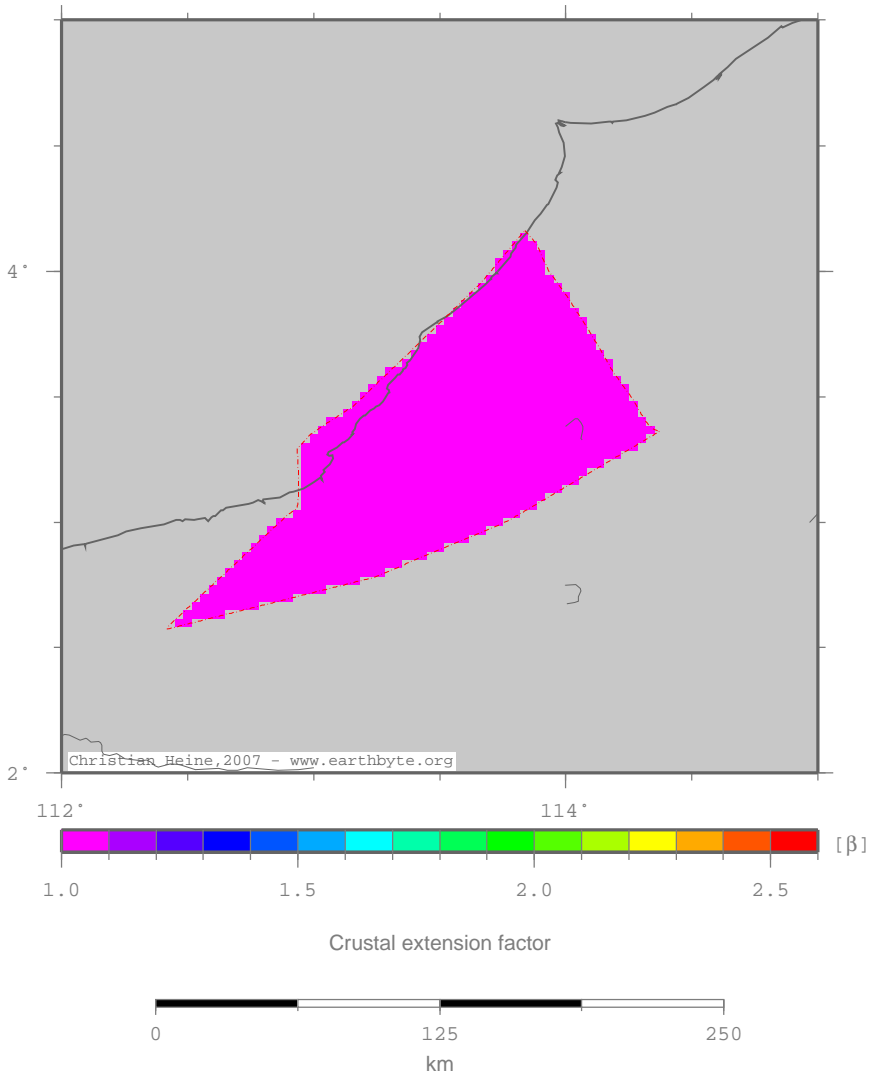 4°
2°
Christian Heine,2007 - www.earthbyte.org
112° 114°
[β]
1.0 1.5 2.0 2.5
Crustal extension factor
0 125 250
km